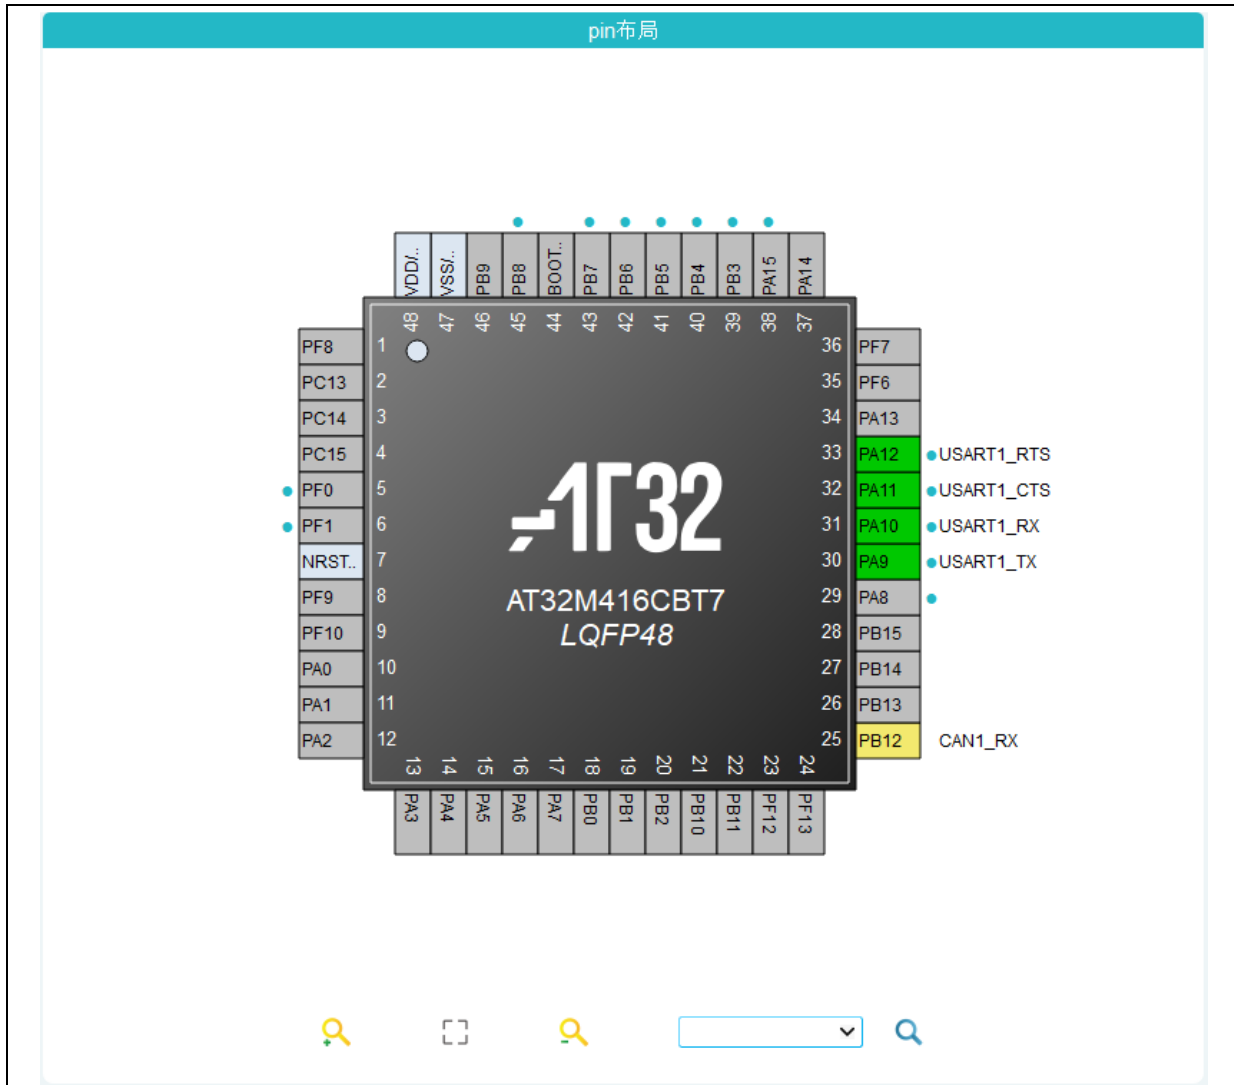 pin布局
VDD/..
VSS/..
PB9
PB8
BOOT..
PB7
PB6
PB5
PB4
PB3
PA15
PA14
48
47
46
45
44
43
42
41
40
39
38
37
PF8 1
PC13 2
PC14 3
PC15 4
PF0 5
PF1 6
NRST.. 7
PF9 8
PF10 9
PA0 10
PA1 11
PA2 12
AT32
AT32M416CBT7
LQFP48
36 PF7
35 PF6
34 PA13
33 PA12 USART1_RTS
32 PA11 USART1_CTS
31 PA10 USART1_RX
30 PA9 USART1_TX
29 PA8
28 PB15
27 PB14
26 PB13
25 PB12 CAN1_RX
13
14
15
16
17
18
19
20
21
22
23
24
PA3
PA4
PA5
PA6
PA7
PB0
PB1
PB2
PB10
PB11
PF12
PF13